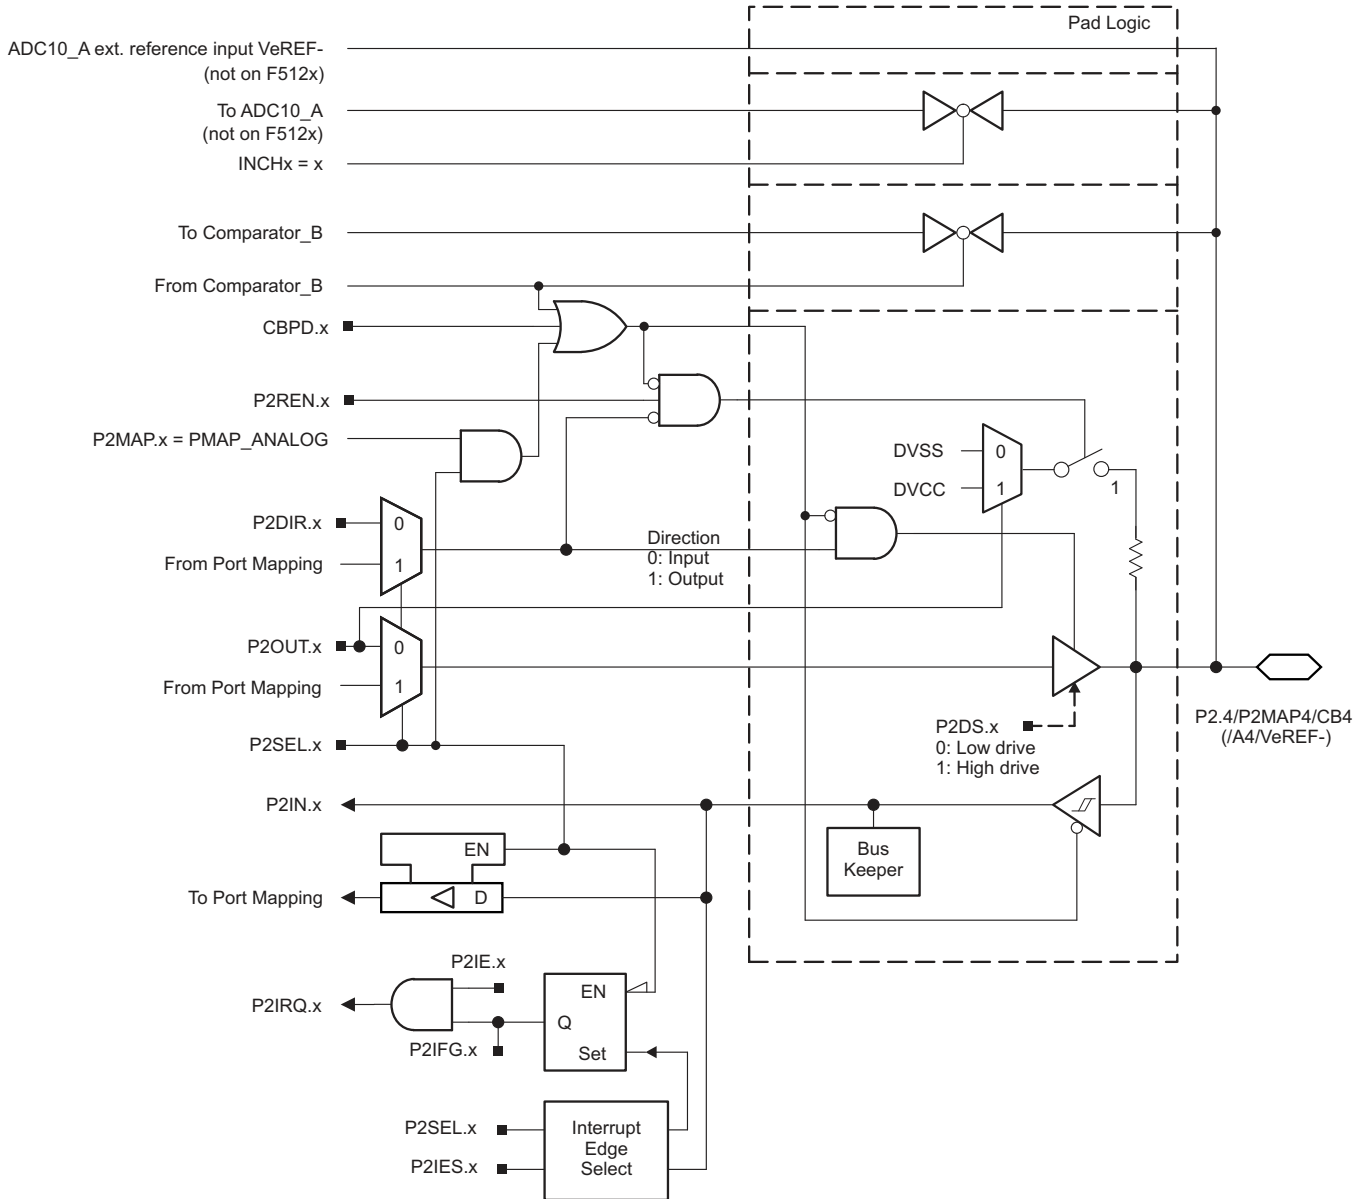 Pad Logic
ADC10_A ext. reference input VeREF-
(not on F512x)
To ADC10_A
(not on F512x)
INCHx = x
To Comparator_B
From Comparator_B
CBPD.x
P2REN.x
P2MAP.x = PMAP_ANALOG
DVSS
0
DVCC
1
1
P2DIR.x
0
From Port Mapping
1
Direction
0: Input
1: Output
P2OUT.x
0
From Port Mapping
1
P2SEL.x
P2DS.x
0: Low drive
1: High drive
P2.4/P2MAP4/CB4
(/A4/VeREF-)
P2IN.x
Bus
Keeper
EN
To Port Mapping
D
P2IE.x
P2IRQ.x
EN
Q
P2IFG.x
Set
P2SEL.x
P2IES.x
Interrupt
Edge
Select